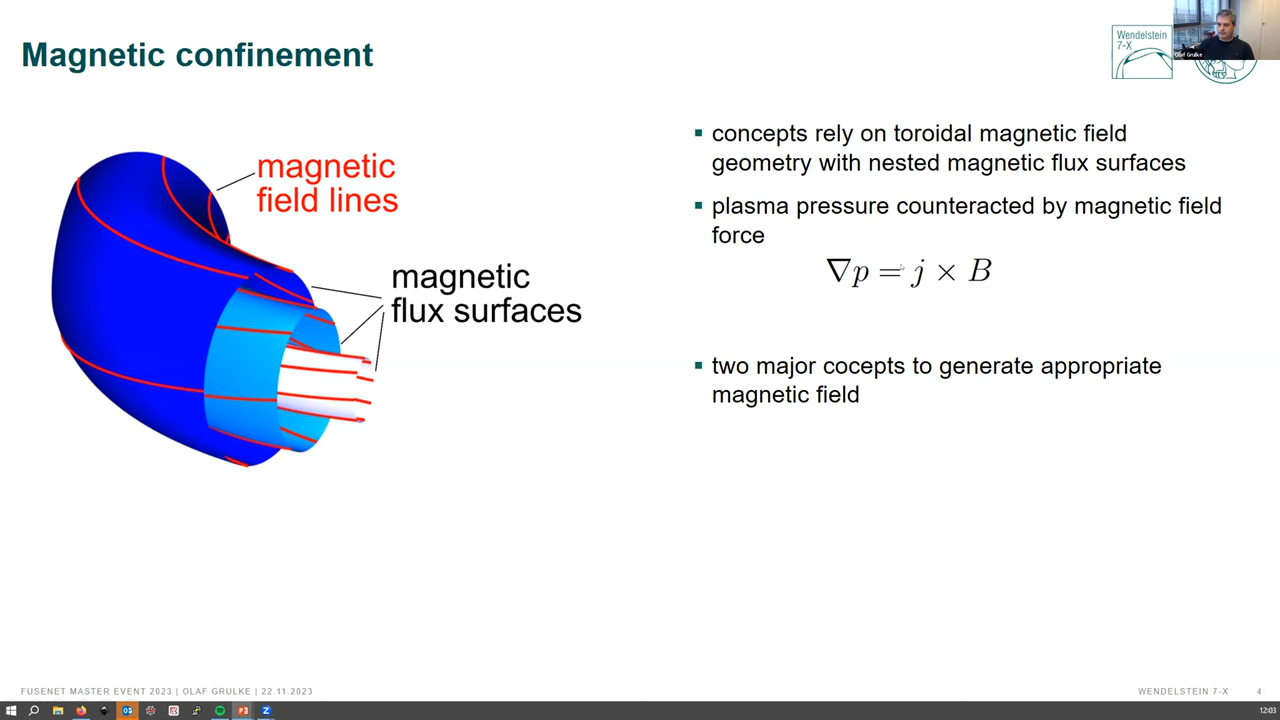 Magnetic confinement
Wendelstein
7-X
Olaf Grulke
magnetic
field lines
magnetic
flux surfaces
▪ concepts rely on toroidal magnetic field
geometry with nested magnetic flux surfaces
▪ plasma pressure counteracted by magnetic field
force
∇p = j × B
▪ two major cocepts to generate appropriate
magnetic field
FUSENET MASTER EVENT 2023 | OLAF GRULKE | 22.11.2023
WENDELSTEIN 7-X
4
12:03